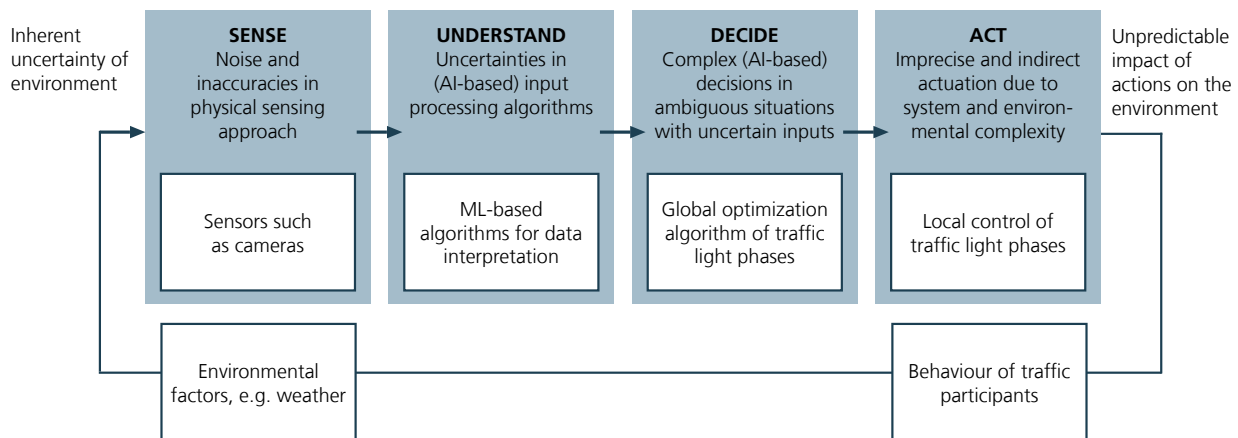 Inherent
uncertainty of
environment
SENSE
Noise and
inaccuracies in
physical sensing
approach
Sensors such
as cameras
UNDERSTAND
Uncertainties in
(AI-based) input
processing algorithms
ML-based
algorithms for data
interpretation
DECIDE
Complex (AI-based)
decisions in
ambiguous situations
with uncertain inputs
Global optimization
algorithm of traffic
light phases
ACT
Imprecise and indirect
actuation due to
system and environ-
mental complexity
Local control of
traffic light phases
Unpredictable
impact of
actions on the
environment
Environmental
factors, e.g. weather
Behaviour of traffic
participants